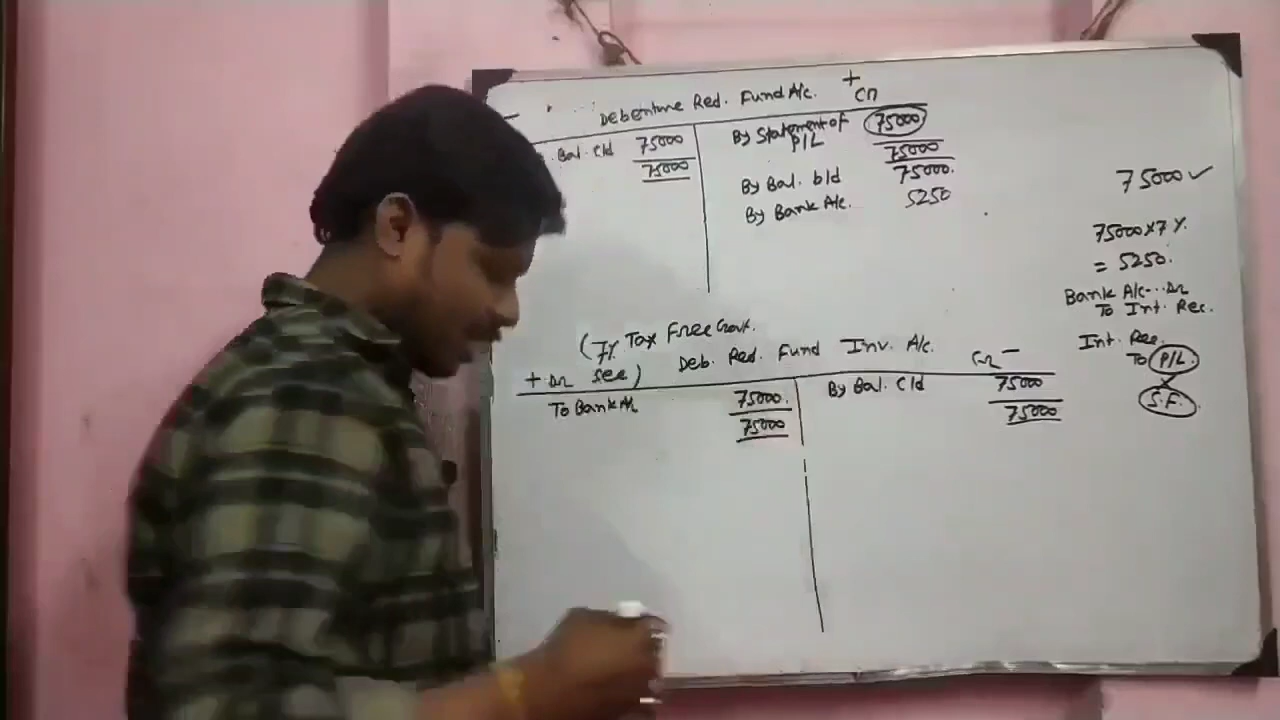 Debenture Red. Fund A/c. + Cr
Bal. C/d 75000 By Statement of P/L 75000
75000 75000
By Bal. b/d 75000.
By Bank A/c. 5250
75000 ✓
75000 x 7 %.
= 5250.
Bank A/c... Dr
To Int. Rec.
Int. Rec.
To P/L
S.F.
(7% Tax Free Govt.
Sec)
Deb. Red. Fund Inv. A/c.
+ Dr Cr −
To Bank A/c 75000. By Bal. C/d 75000
75000 75000